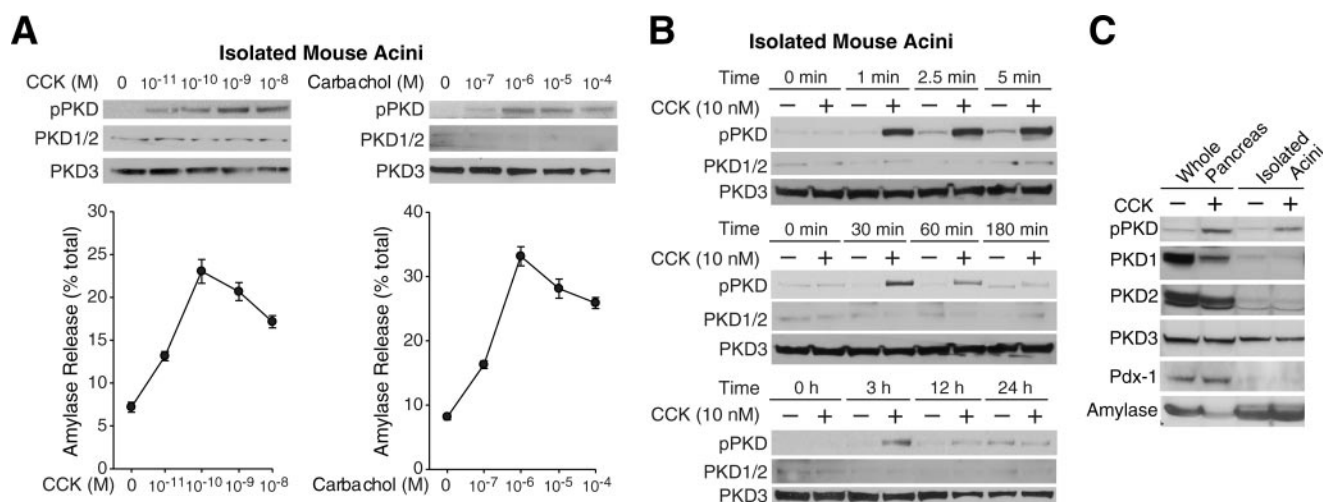 A
Isolated Mouse Acini
CCK (M) 0 10-11 10-10 10-9 10-8
pPKD
PKD1/2
PKD3
Carbachol (M) 0 10-7 10-6 10-5 10-4
pPKD
PKD1/2
PKD3
Amylase Release (% total)
30
25
20
15
10
5
0
0 10-11 10-10 10-9 10-8
CCK (M)
Amylase Release (% total)
40
30
20
10
0
0 10-7 10-6 10-5 10-4
Carbachol (M)
B
Isolated Mouse Acini
Time 0 min 1 min 2.5 min 5 min
CCK (10 nM) − + − + − + − +
pPKD
PKD1/2
PKD3
Time 0 min 30 min 60 min 180 min
CCK (10 nM) − + − + − + − +
pPKD
PKD1/2
PKD3
Time 0 h 3 h 12 h 24 h
CCK (10 nM) − + − + − + − +
pPKD
PKD1/2
PKD3
C
Whole
Pancreas
Isolated
Acini
CCK − + − +
pPKD
PKD1
PKD2
PKD3
Pdx-1
Amylase